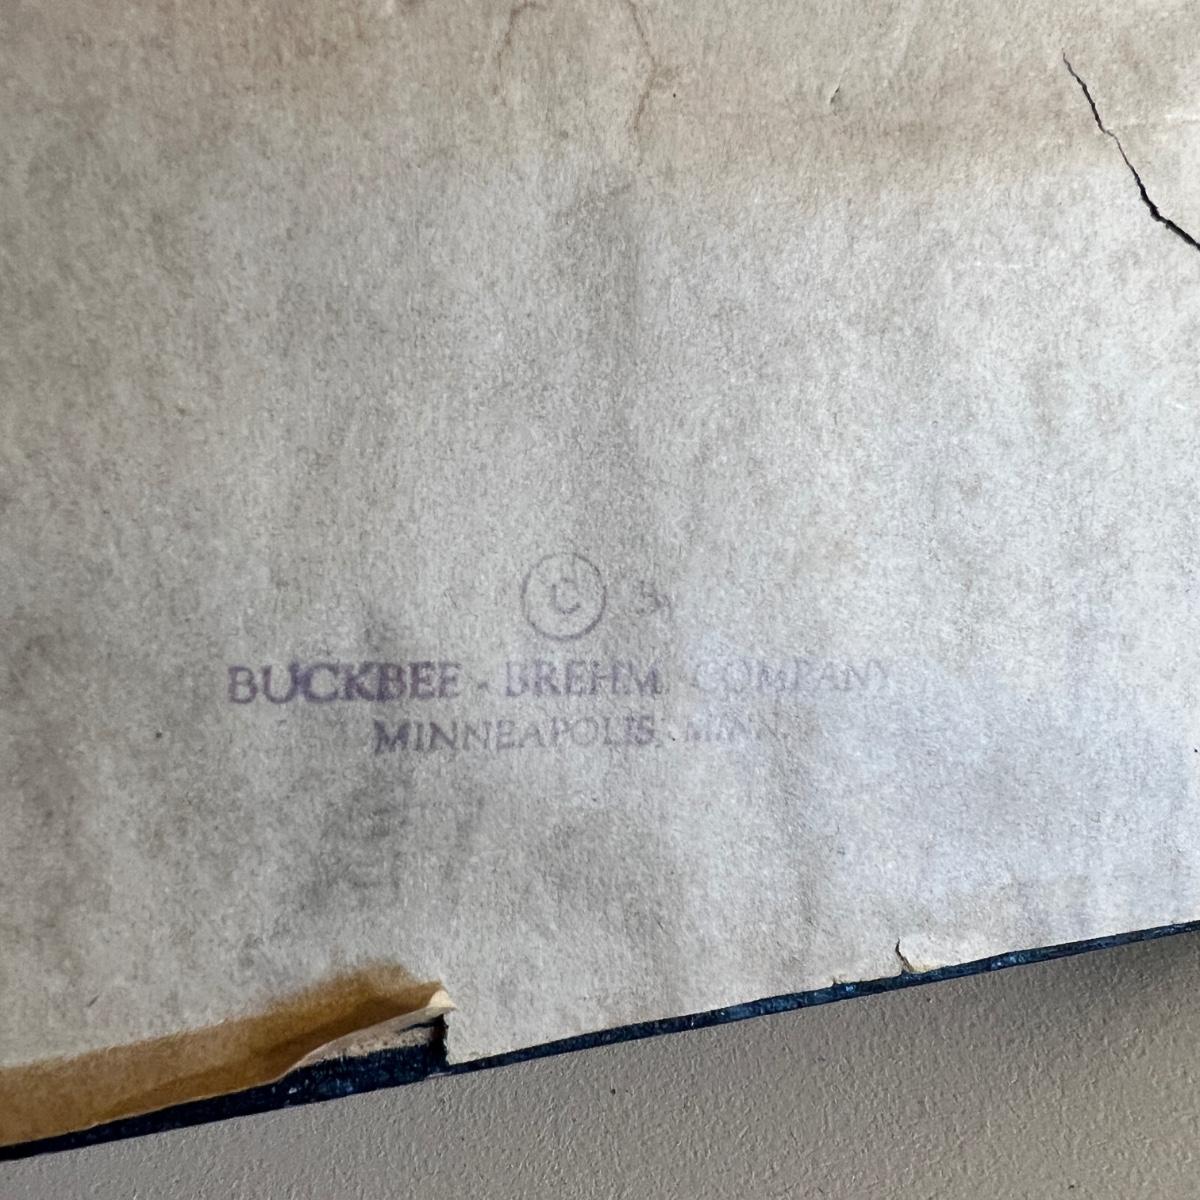 ©
BUCKBEE - BREHM COMPANY
MINNEAPOLIS, MINN.